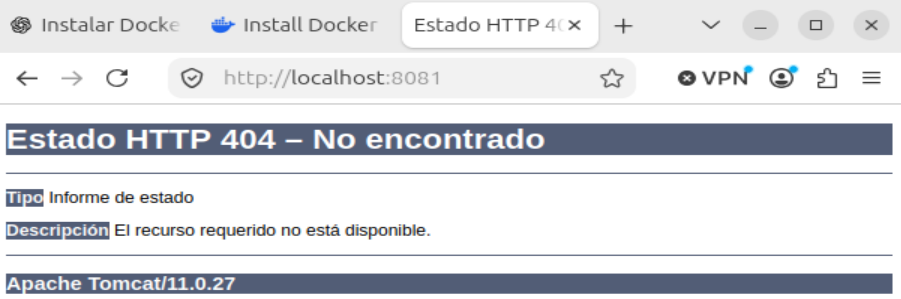 Instalar Docke
Install Docker
Estado HTTP 40
http://localhost:8081
VPN
Estado HTTP 404 – No encontrado
Tipo Informe de estado
Descripción El recurso requerido no está disponible.
Apache Tomcat/11.0.27